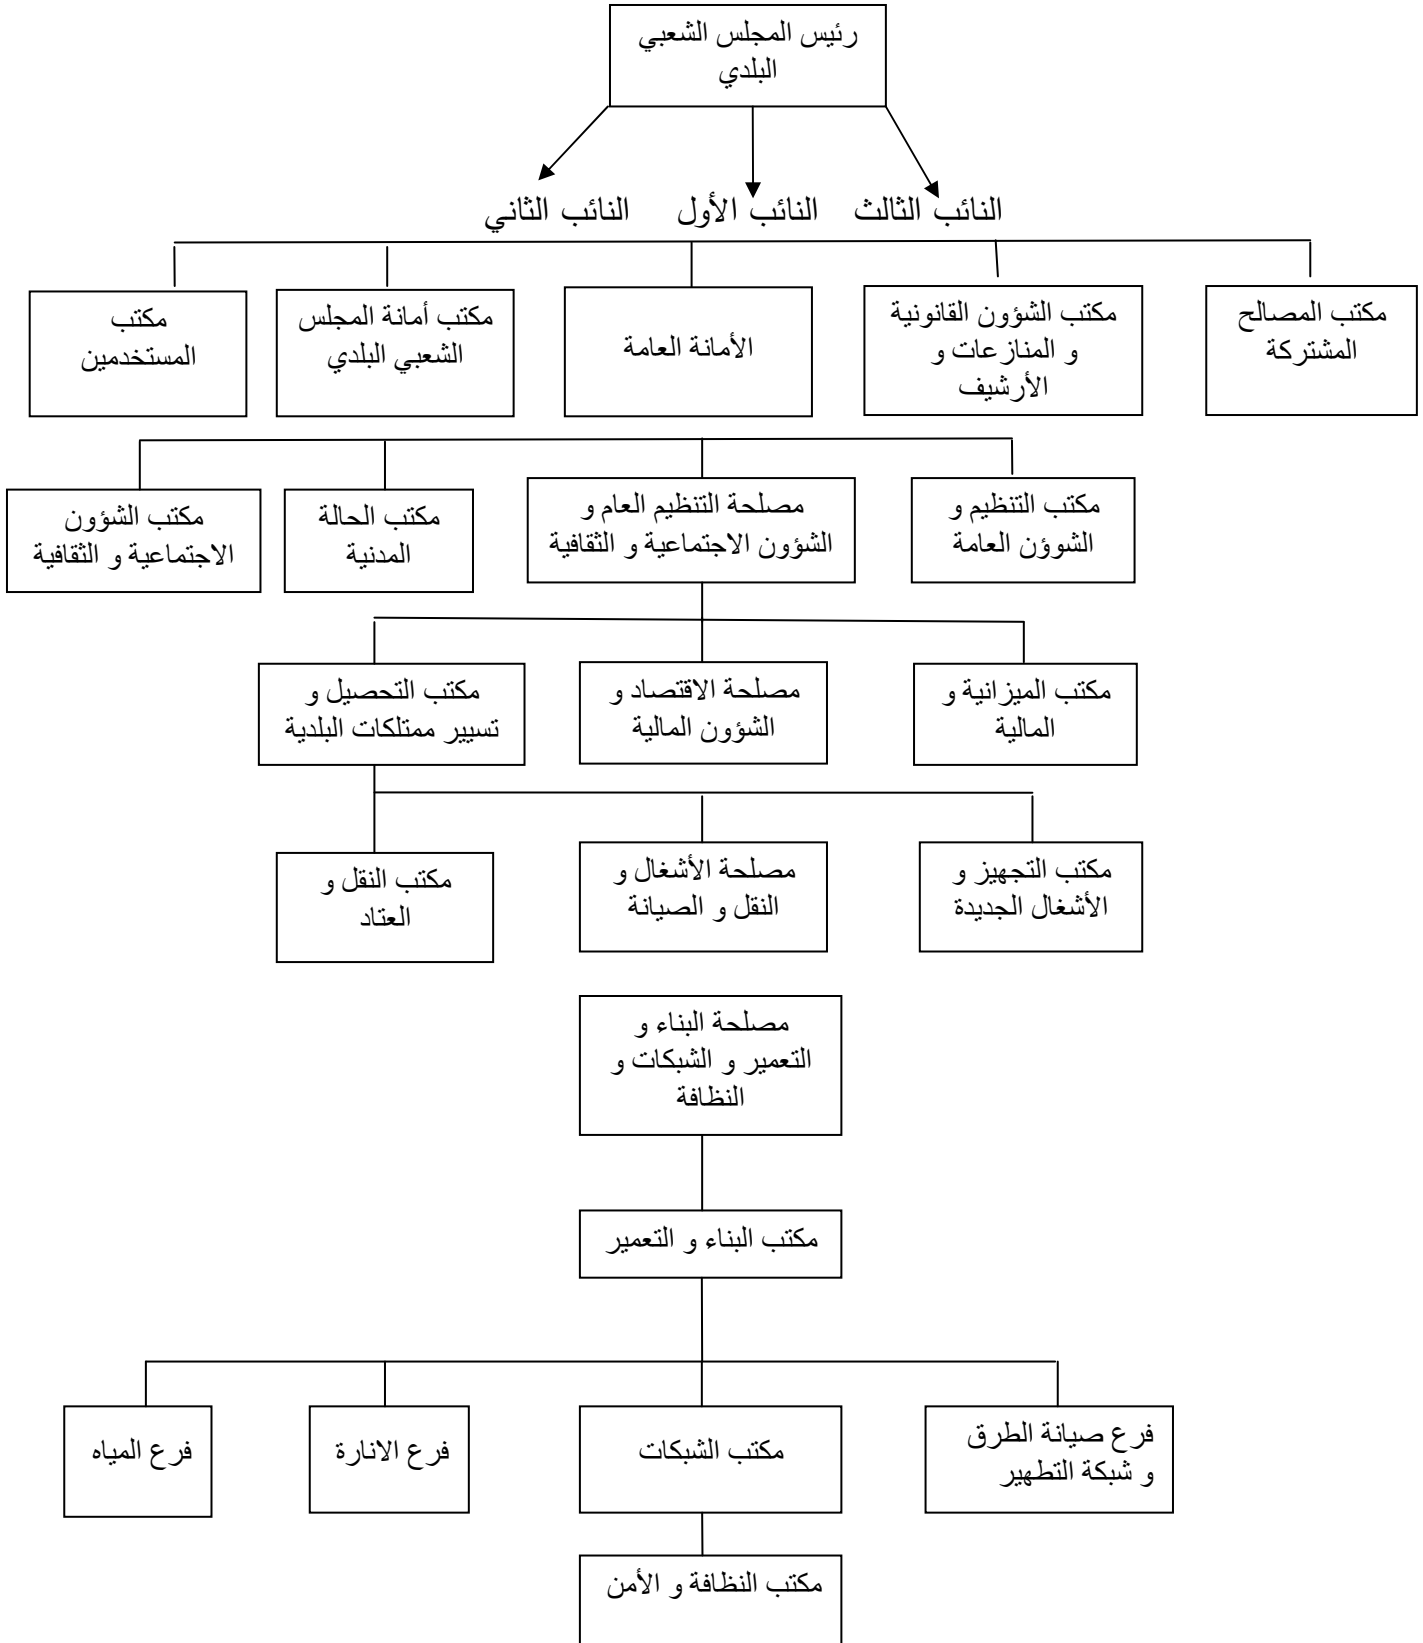 رئيس المجلس الشعبي
البلدي
النائب الثالث
النائب الأول
النائب الثاني
مكتب المصالح
المشتركة
مكتب الشؤون القانونية
و المنازعات و
الأرشيف
الأمانة العامة
مكتب أمانة المجلس
الشعبي البلدي
مكتب
المستخدمين
مكتب التنظيم و
الشوؤن العامة
مصلحة التنظيم العام و
الشؤون الاجتماعية و الثقافية
مكتب الحالة
المدنية
مكتب الشؤون
الاجتماعية و الثقافية
مكتب الميزانية و
المالية
مصلحة الاقتصاد و
الشؤون المالية
مكتب التحصيل و
تسيير ممتلكات البلدية
مكتب التجهيز و
الأشغال الجديدة
مصلحة الأشغال و
النقل و الصيانة
مكتب النقل و
العتاد
مصلحة البناء و
التعمير و الشبكات و
النظافة
مكتب البناء و التعمير
فرع صيانة الطرق
و شبكة التطهير
مكتب الشبكات
فرع الانارة
فرع المياه
مكتب النظافة و الأمن